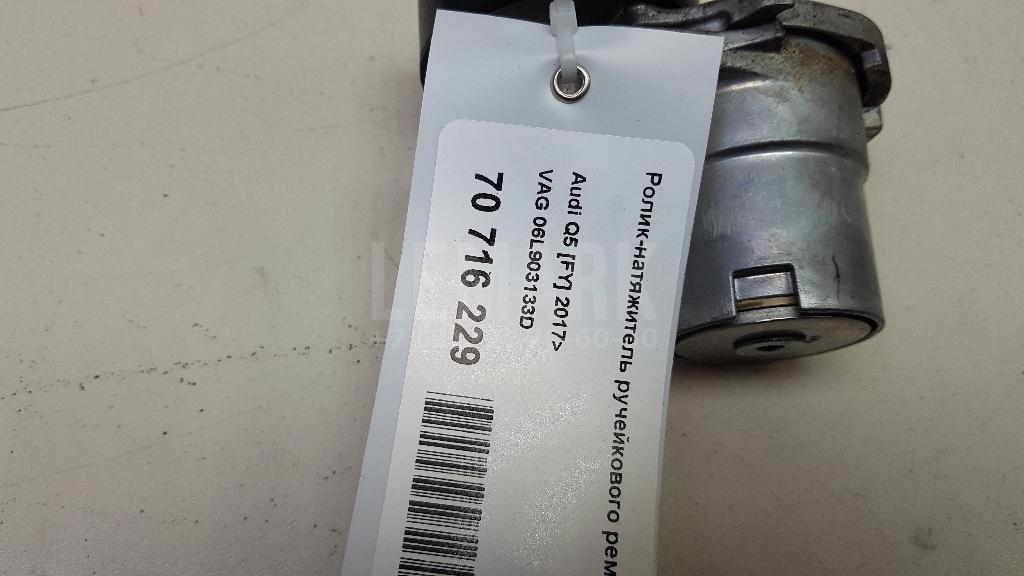 Ролик-натяжитель ручейкового рем
Audi Q5 [FY] 2017>
VAG 06L903133D
70 716 229